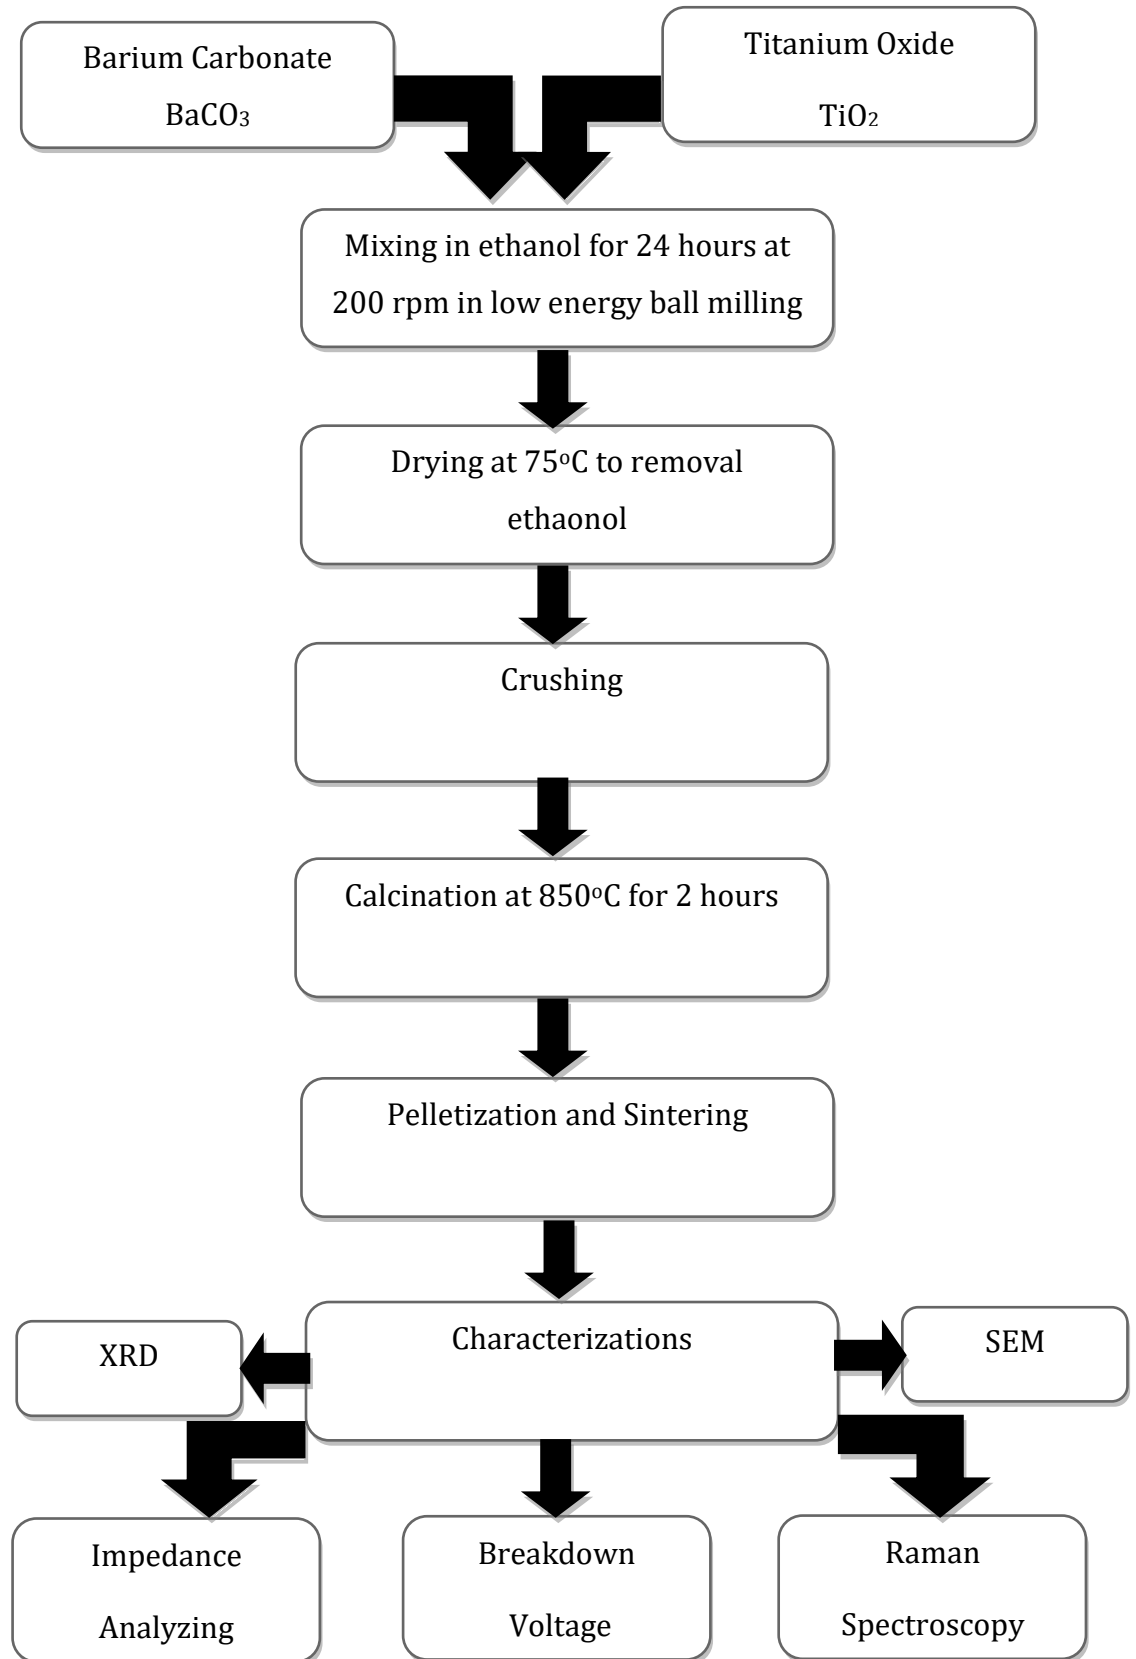 Barium Carbonate
BaCO3
Titanium Oxide
TiO2
Mixing in ethanol for 24 hours at
200 rpm in low energy ball milling
Drying at 75oC to removal
ethaonol
Crushing
Calcination at 850oC for 2 hours
Pelletization and Sintering
Characterizations
XRD
SEM
Impedance
Analyzing
Breakdown
Voltage
Raman
Spectroscopy